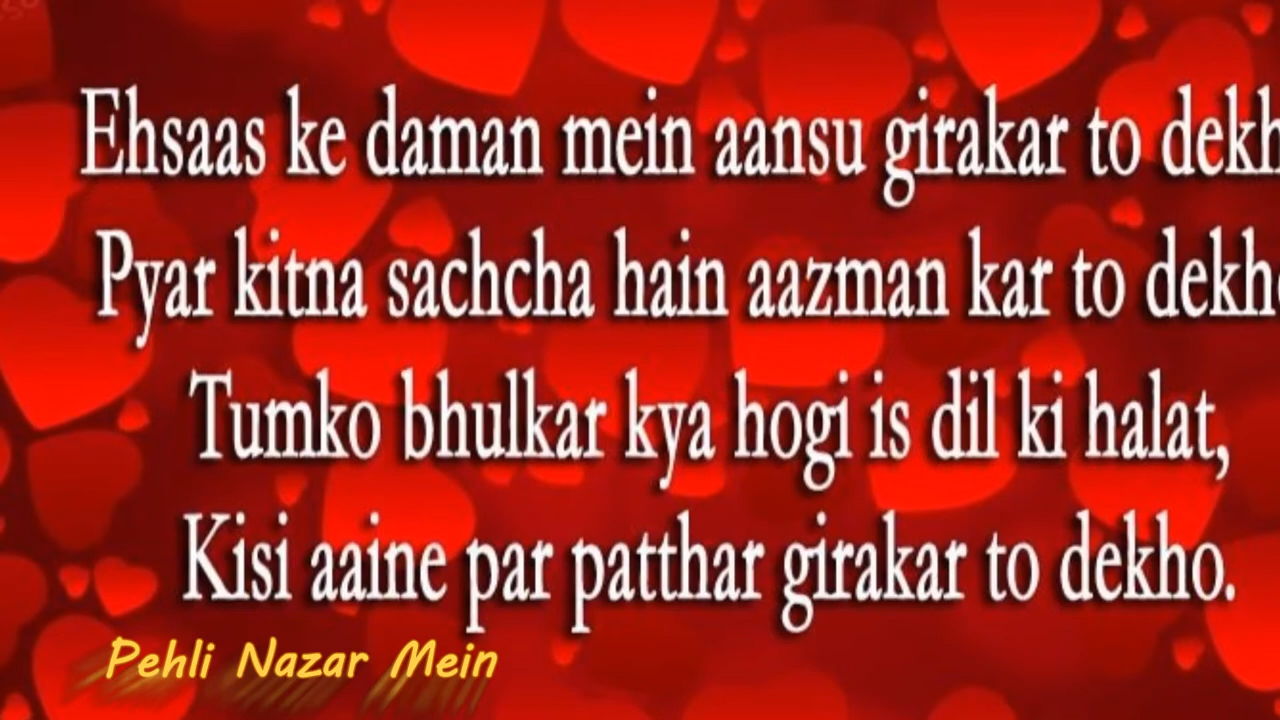 Ehsaas ke daman mein aansu girakar to dekh
Pyar kitna sachcha hain aazman kar to dekho
Tumko bhulkar kya hogi is dil ki halat,
Kisi aaine par patthar girakar to dekho.
Pehli Nazar Mein